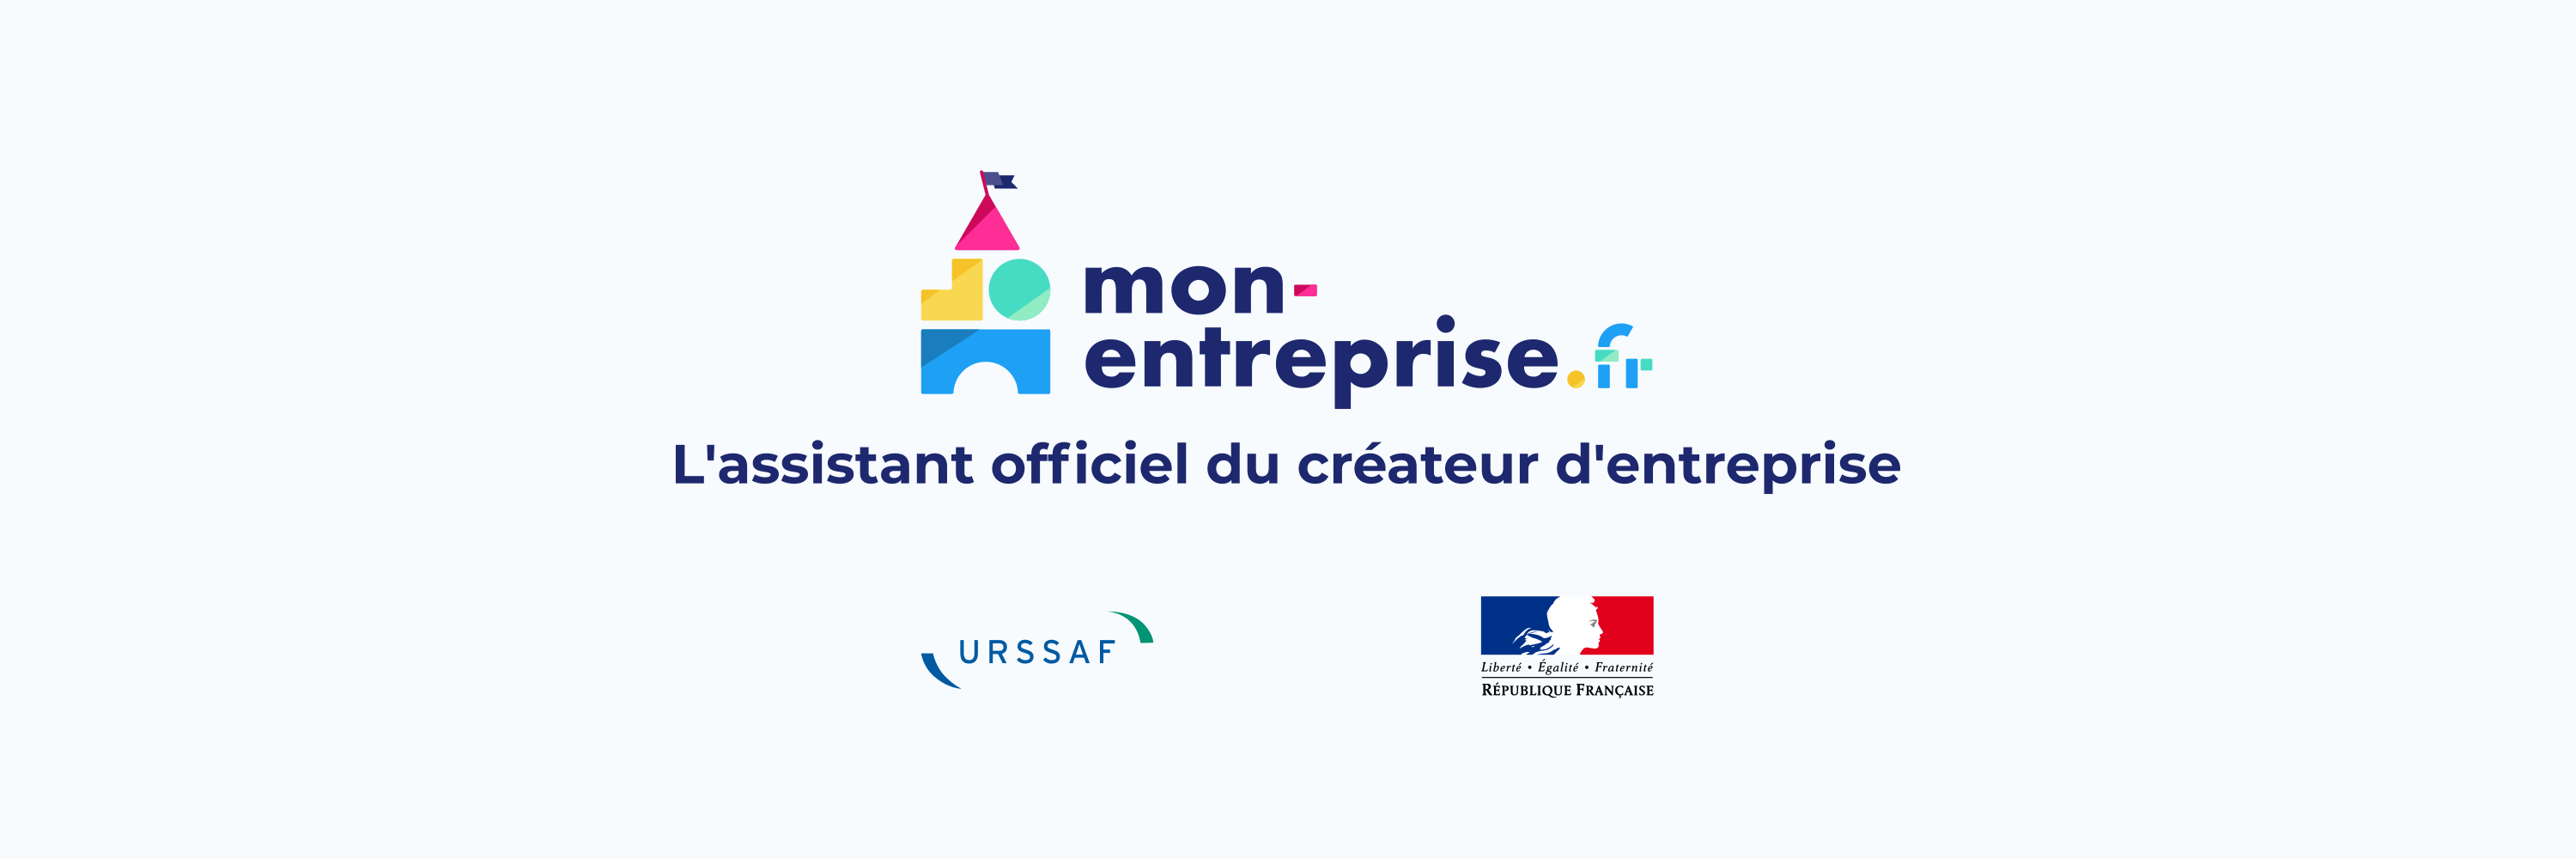 mon-
entreprise.fr
L'assistant officiel du créateur d'entreprise
URSSAF
Liberté • Égalité • Fraternité
RÉPUBLIQUE FRANÇAISE